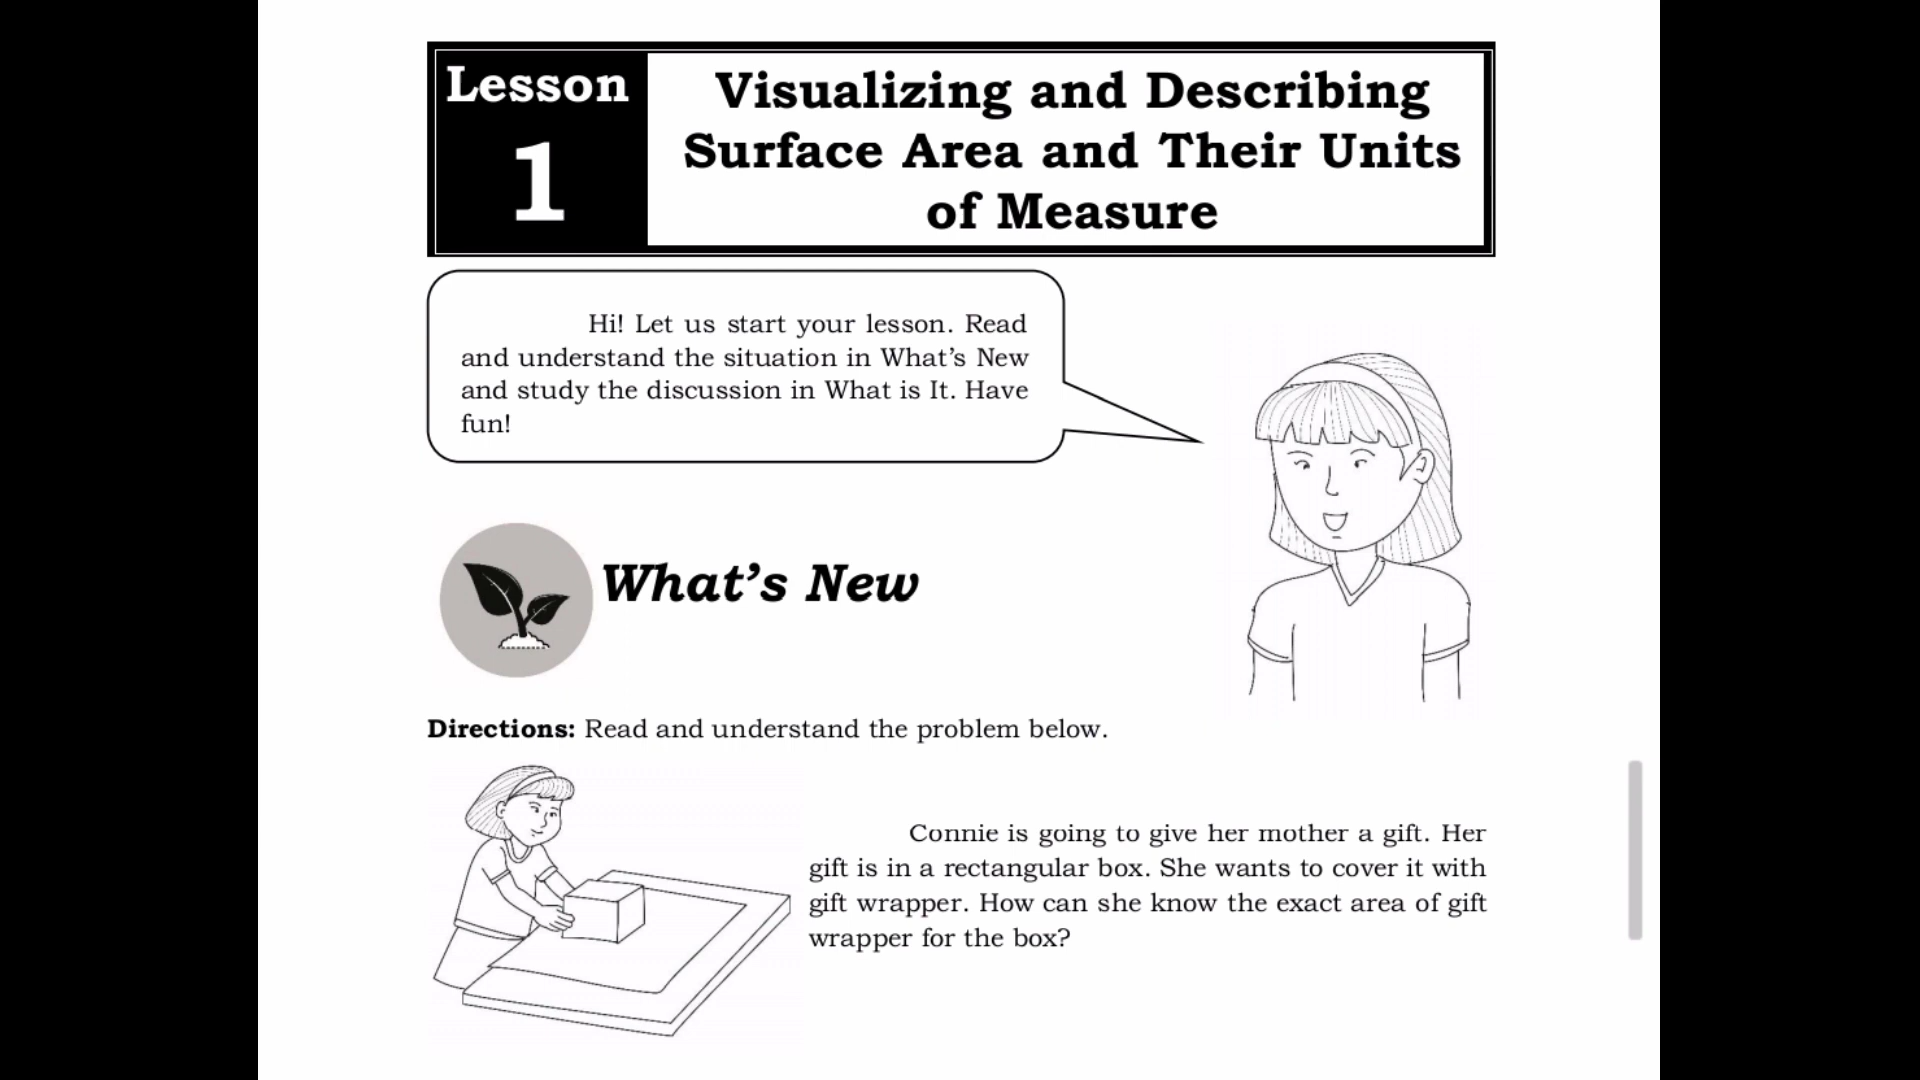 Lesson
1
Visualizing and Describing
Surface Area and Their Units
of Measure
Hi! Let us start your lesson. Read
and understand the situation in What’s New
and study the discussion in What is It. Have
fun!
What’s New
Directions: Read and understand the problem below.
Connie is going to give her mother a gift. Her
gift is in a rectangular box. She wants to cover it with
gift wrapper. How can she know the exact area of gift
wrapper for the box?